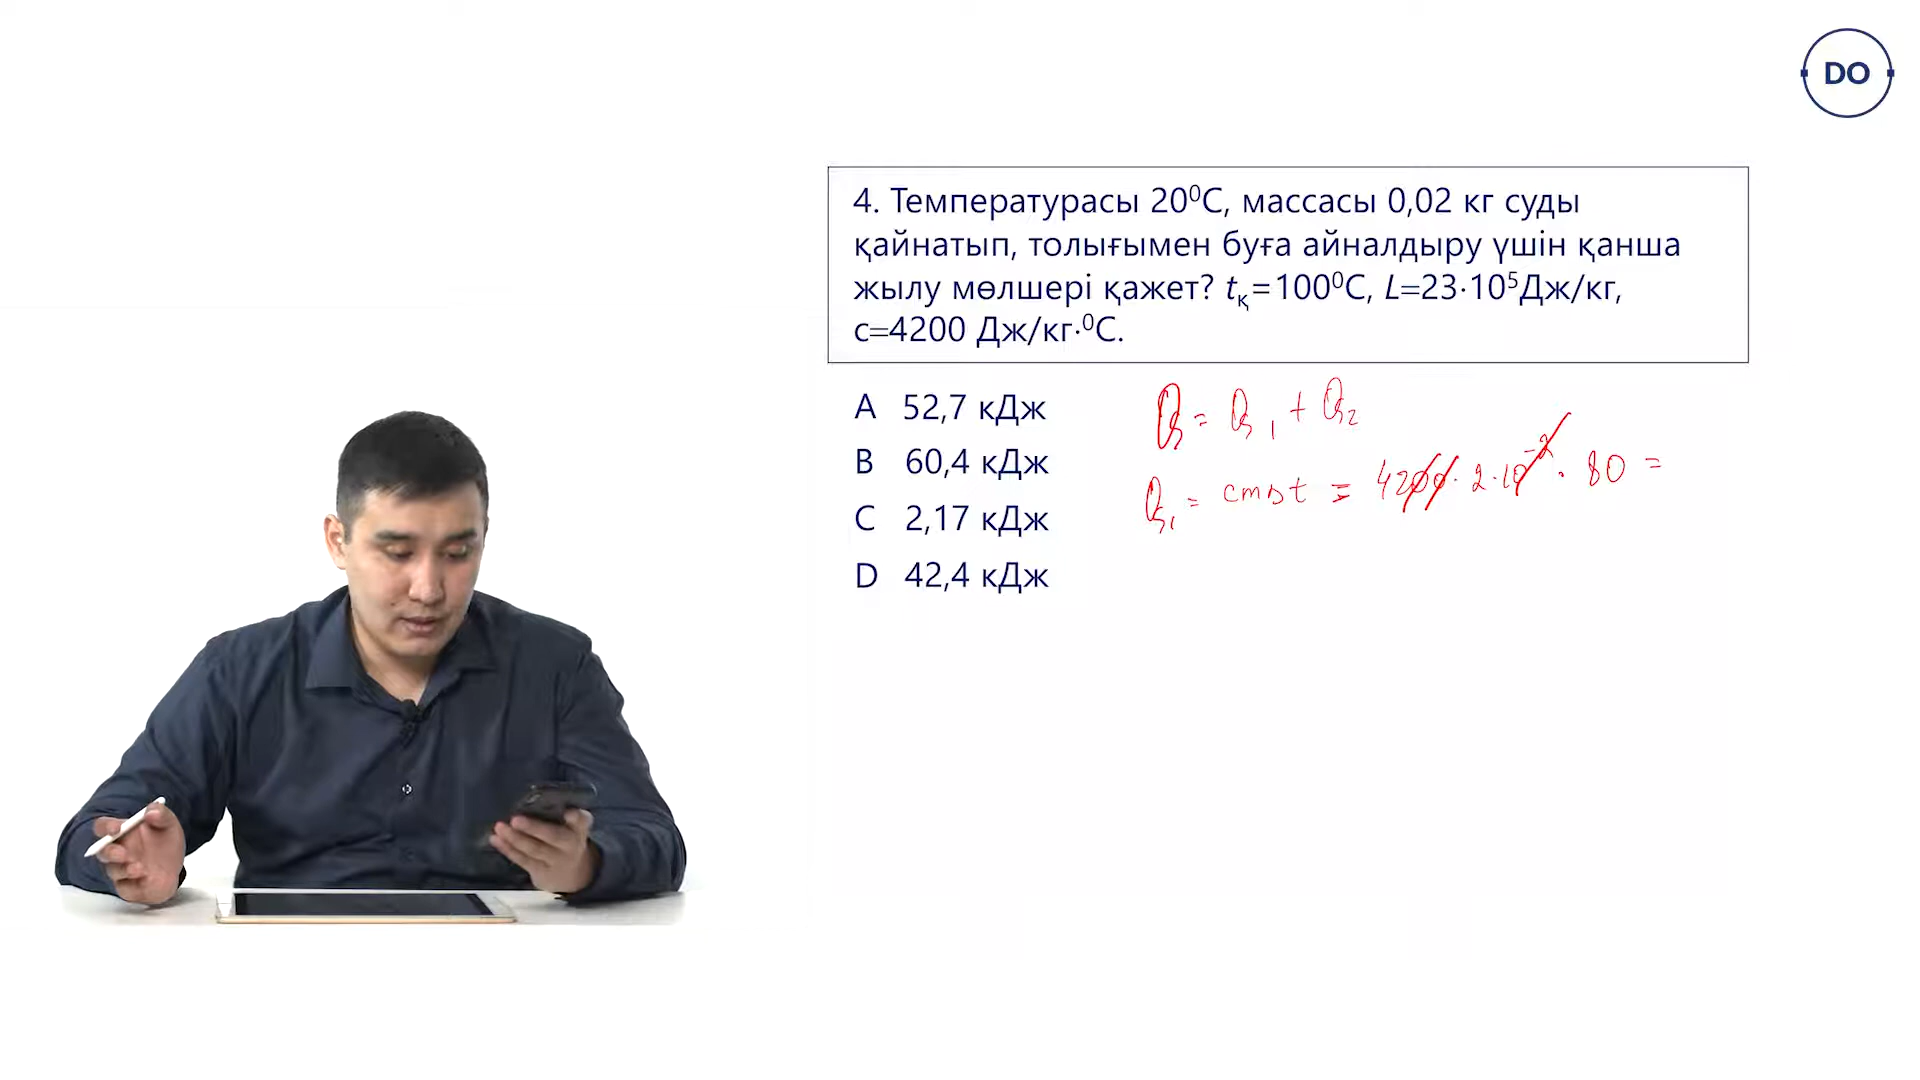 DO
4. Температурасы 20⁰С, массасы 0,02 кг суды
қайнатып, толығымен буға айналдыру үшін қанша
жылу мөлшері қажет? tқ=100⁰С, L=23·10⁵Дж/кг,
с=4200 Дж/кг·⁰С.
A 52,7 кДж
B 60,4 кДж
C 2,17 кДж
D 42,4 кДж
Q = Q₁ + Q₂
Q₁ = cmΔt = 4200 · 2·10⁻² · 80 =